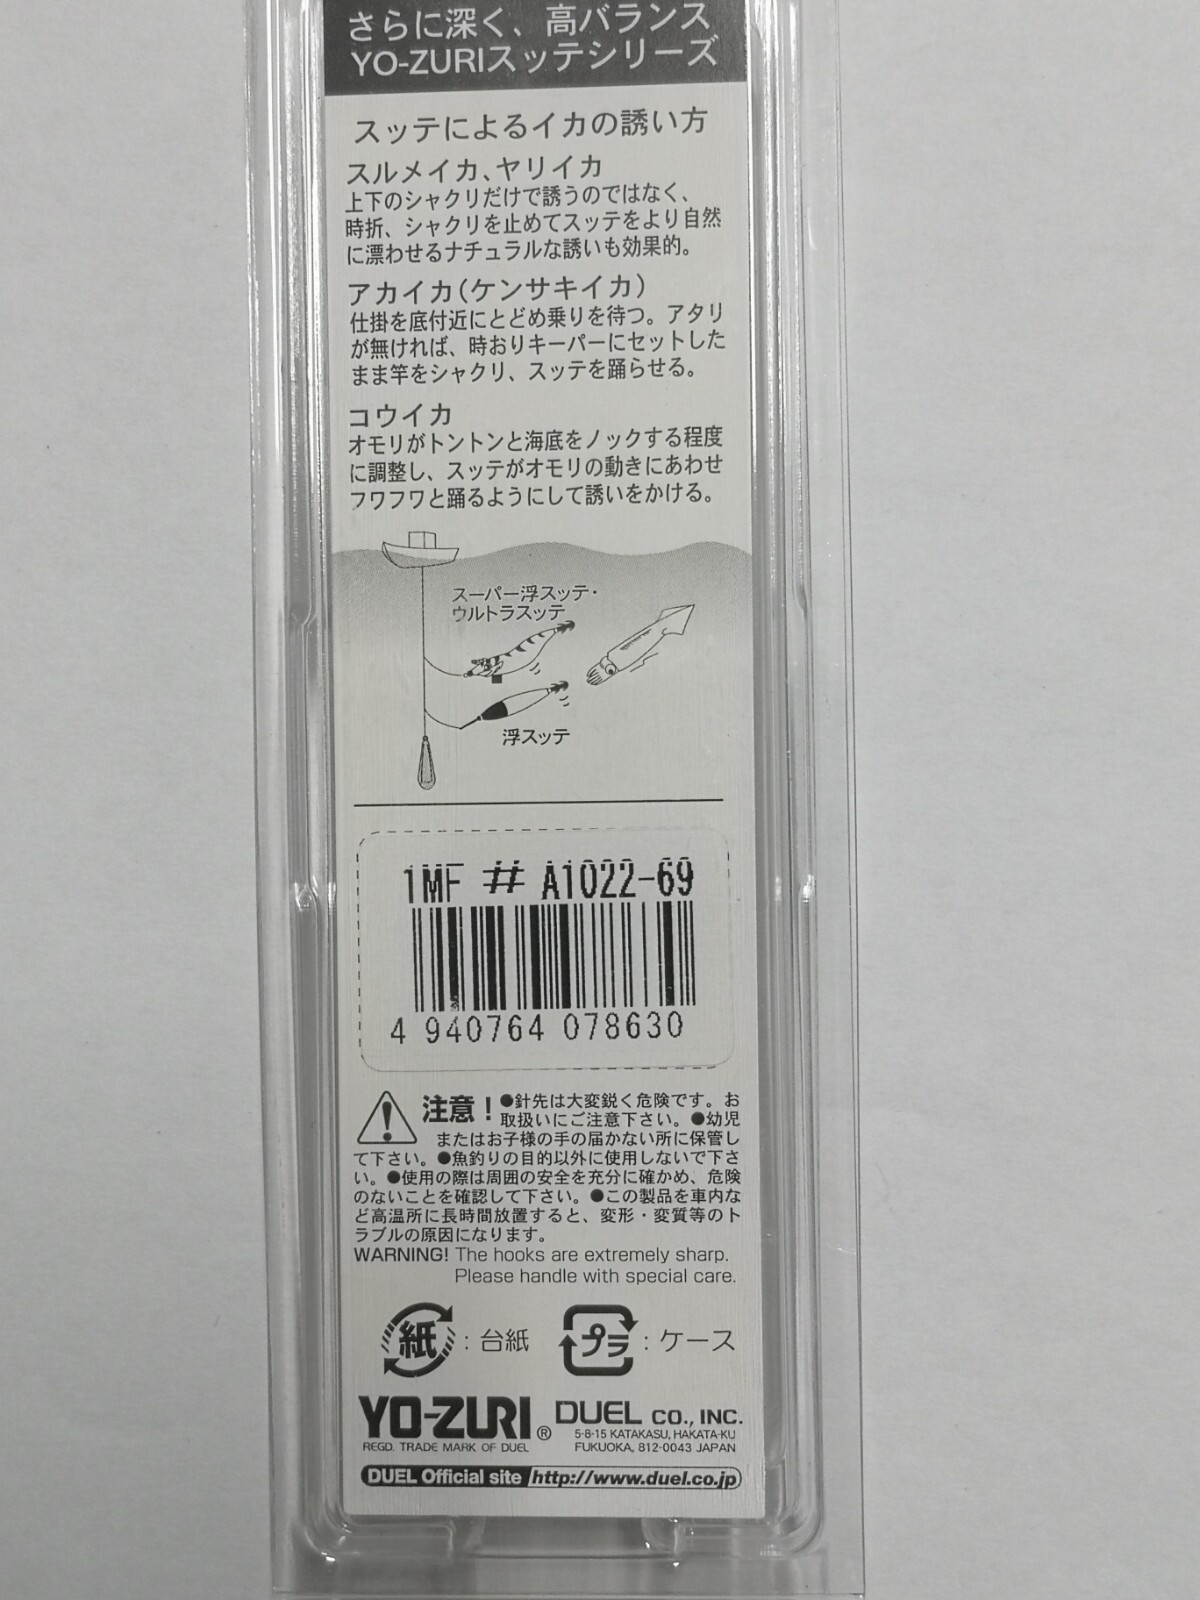 さらに深く、高バランス
YO-ZURIスッテシリーズ
スッテによるイカの誘い方
スルメイカ、ヤリイカ
上下のシャクリだけで誘うのではなく、
時折、シャクリを止めてスッテをより自然
に漂わせるナチュラルな誘いも効果的。
アカイカ(ケンサキイカ)
仕掛を底付近にとどめ乗りを待つ。アタリ
が無ければ、時おりキーパーにセットした
まま竿をシャクリ、スッテを踊らせる。
コウイカ
オモリがトントンと海底をノックする程度
に調整し、スッテがオモリの動きにあわせ
フワフワと踊るようにして誘いをかける。
スーパー浮スッテ・
ウルトラスッテ
浮スッテ
1MF # A1022-69
4 940764 078630
注意!●針先は大変鋭く危険です。お
取扱いにご注意下さい。●幼児
またはお子様の手の届かない所に保管し
て下さい。●魚釣りの目的以外に使用しないで下さ
い。●使用の際は周囲の安全を充分に確かめ、危険
のないことを確認して下さい。●この製品を車内な
ど高温所に長時間放置すると、変形・変質等のト
ラブルの原因になります。
WARNING! The hooks are extremely sharp.
Please handle with special care.
紙:台紙 プラ:ケース
YO-ZURI® DUEL CO., INC.
5-8-15 KATAKASU, HAKATA-KU
REGD. TRADE MARK OF DUEL FUKUOKA, 812-0043 JAPAN
DUEL Official site http://www.duel.co.jp